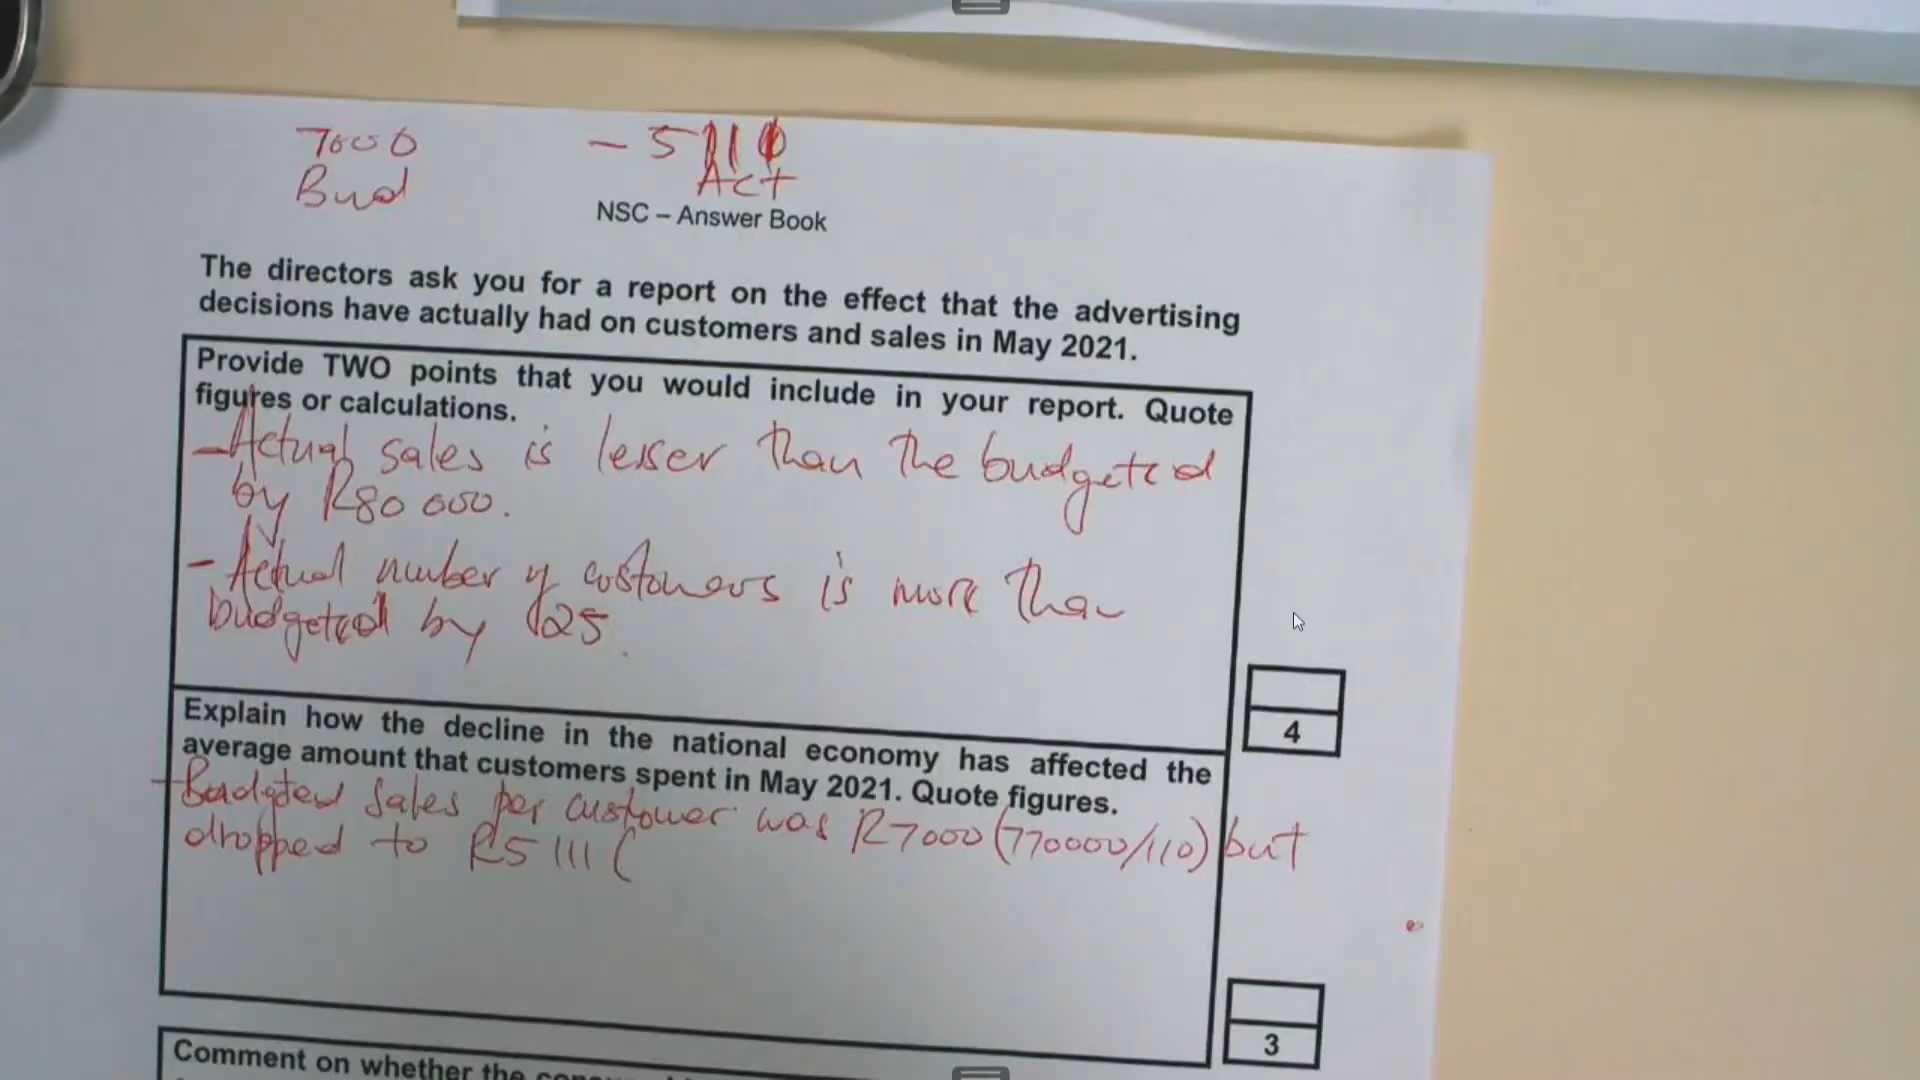 7000 - 5110
Bud Act
NSC – Answer Book
The directors ask you for a report on the effect that the advertising
decisions have actually had on customers and sales in May 2021.
Provide TWO points that you would include in your report. Quote
figures or calculations.
- Actual sales is lesser than the budgeted
by R80 000.
- Actual number of customers is more than
budgeted by 25
4
Explain how the decline in the national economy has affected the
average amount that customers spent in May 2021. Quote figures.
- Budgeted sales per customer was R7000 (770000/110) but
dropped to R5111 (
3
Comment on whether the